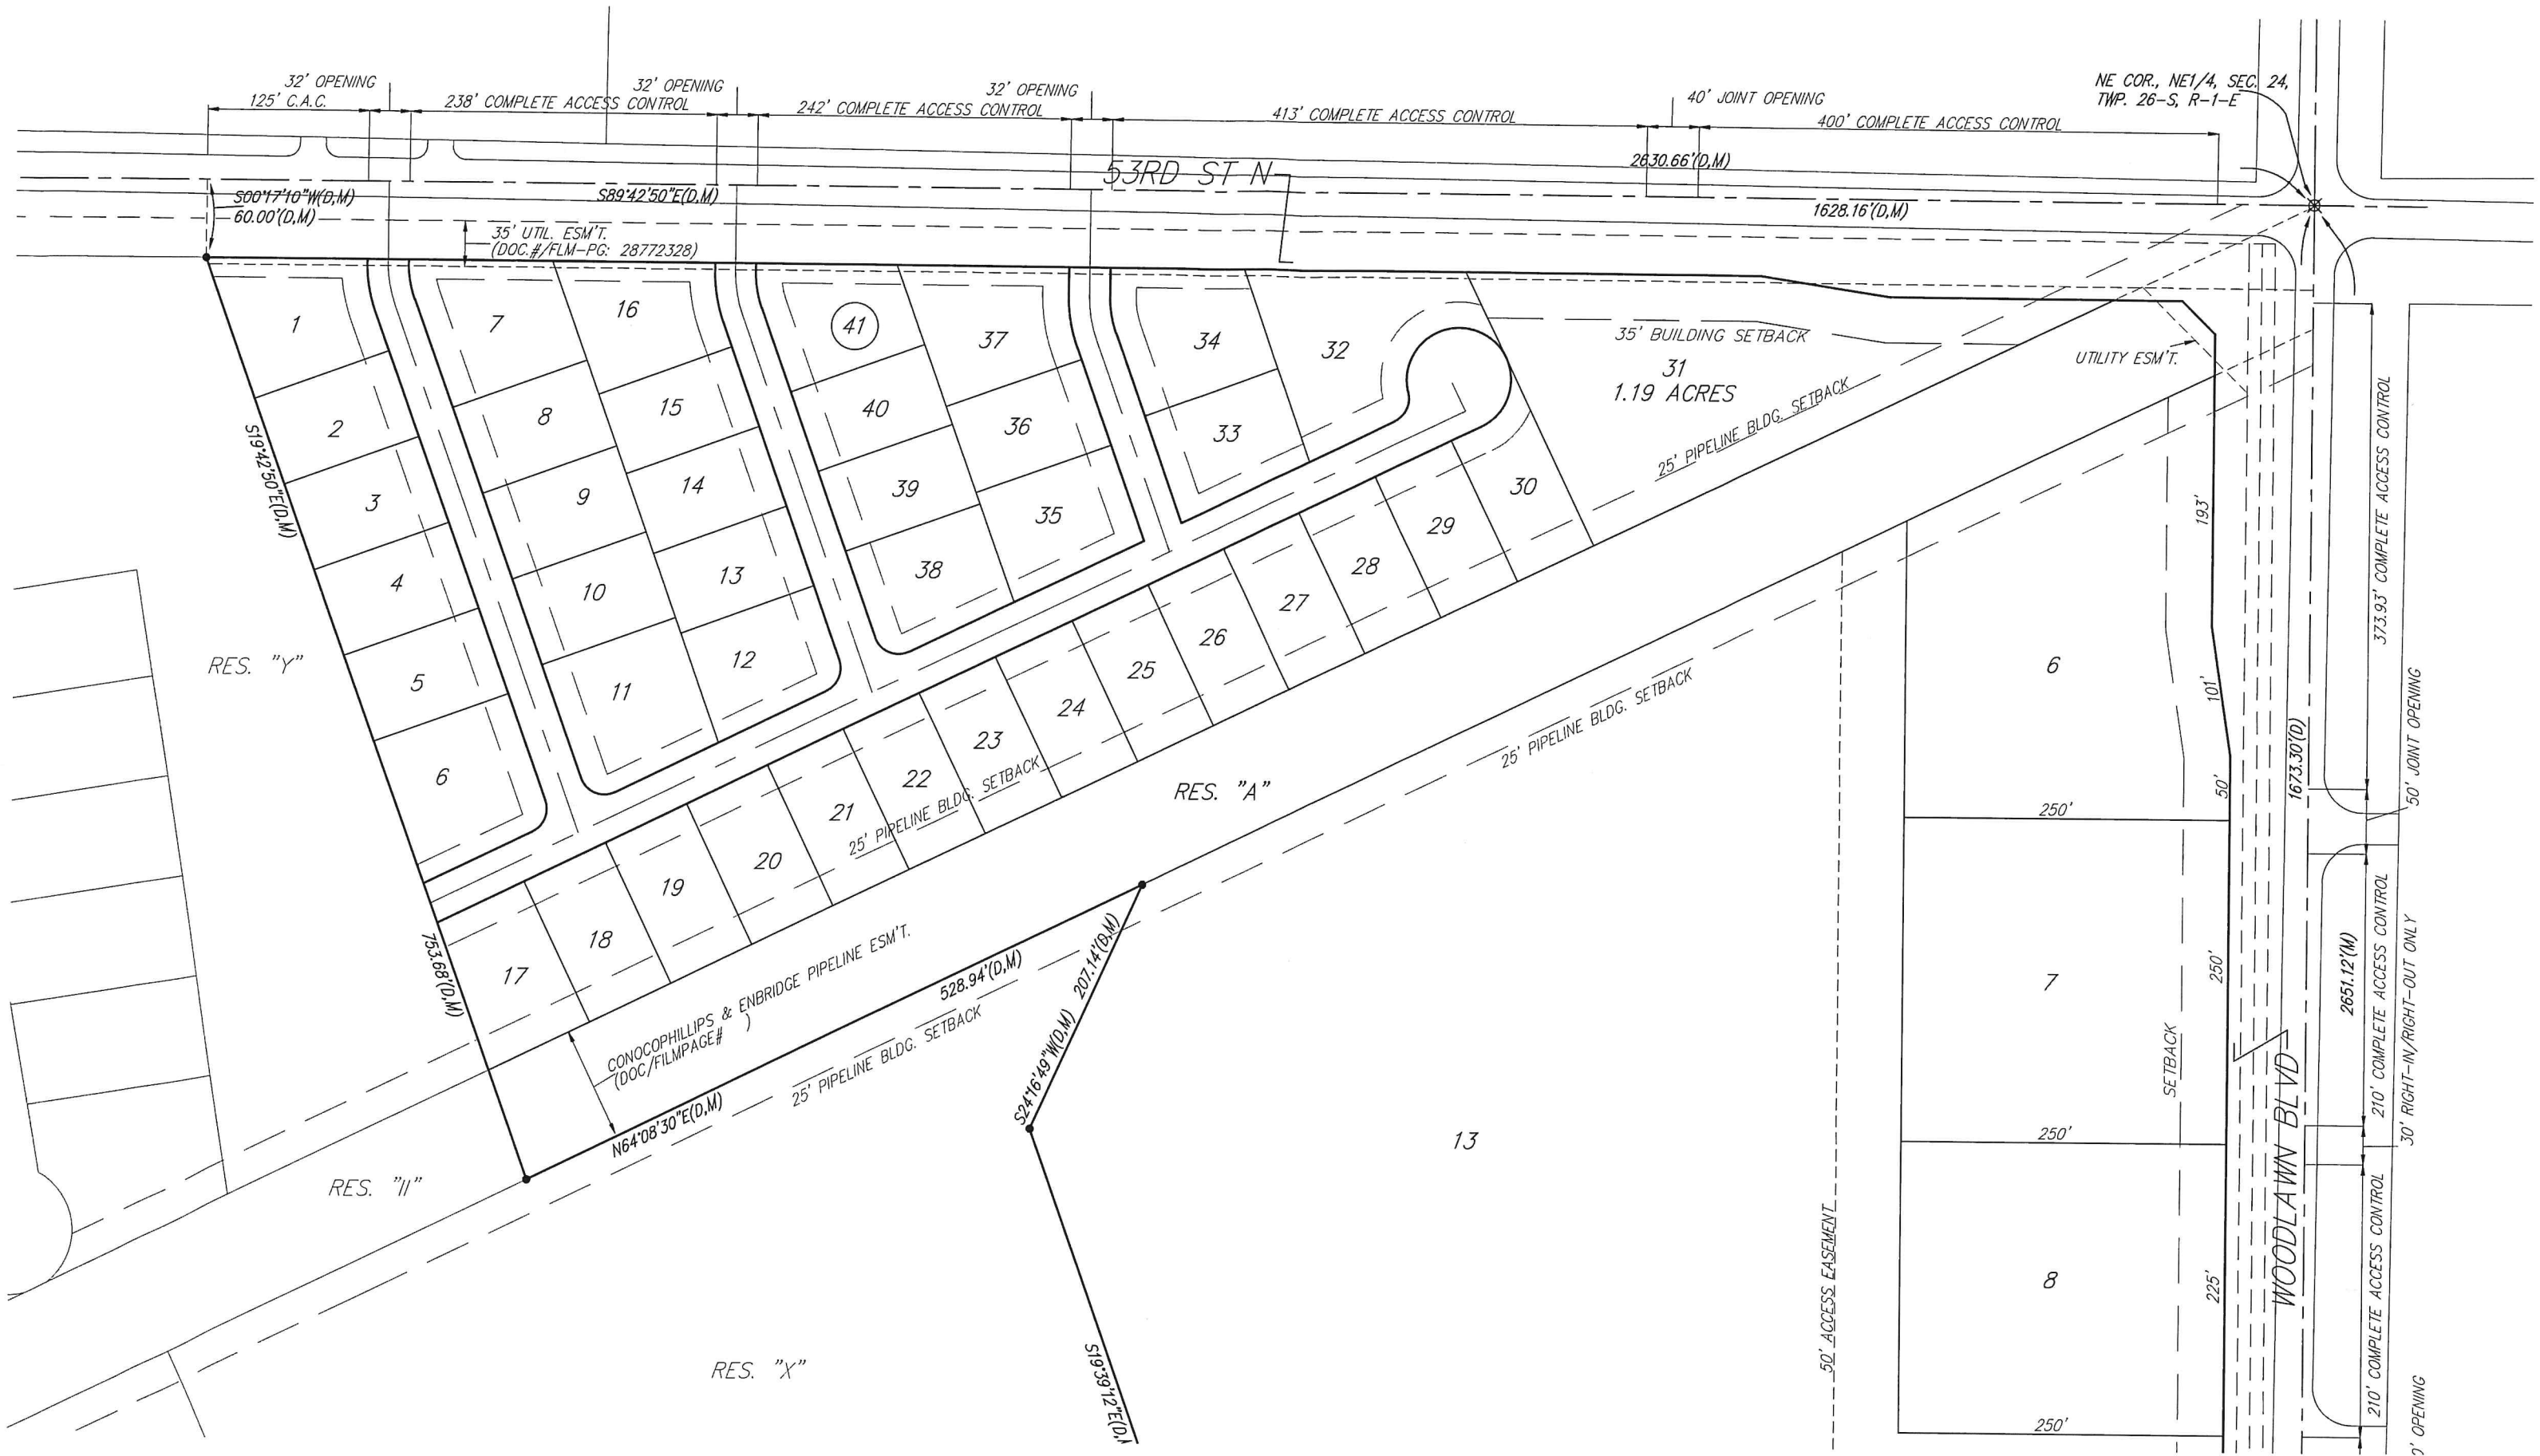 32' OPENING
125' C.A.C.
238' COMPLETE ACCESS CONTROL
32' OPENING
242' COMPLETE ACCESS CONTROL
32' OPENING
413' COMPLETE ACCESS CONTROL
40' JOINT OPENING
400' COMPLETE ACCESS CONTROL
NE COR., NE1/4, SEC. 24,
TWP. 26-S, R-1-E
2630.66'(D,M)
53RD ST N
S00°17'10"W(D,M)
60.00'(D,M)
S89°42'50"E(D,M)
1628.16'(D,M)
35' UTIL. ESM'T.
(DOC.#/FLM-PG: 28772328)
1
2
3
4
5
6
7
8
9
10
11
16
15
14
13
12
41
40
39
38
37
36
35
34
33
32
35' BUILDING SETBACK
31
1.19 ACRES
UTILITY ESM'T.
25' PIPELINE BLDG. SETBACK
30
29
28
27
26
25
24
23
22
21
20
19
18
17
S19°42'50"E(D,M)
753.68'(D,M)
RES. "Y"
25' PIPELINE BLDG. SETBACK
RES. "A"
25' PIPELINE BLDG. SETBACK
CONOCOPHILLIPS & ENBRIDGE PIPELINE ESM'T.
(DOC/FILMPAGE# )
N64°08'30"E(D,M)
528.94'(D,M)
25' PIPELINE BLDG. SETBACK
S24°16'49"W(D,M) 207.14'(D,M)
S19°39'12"E(D,M
RES. "II"
RES. "X"
13
50' ACCESS EASEMENT
6
250'
7
250'
8
250'
SETBACK
193'
101'
50'
250'
225'
WOODLAWN BLVD
1673.30'(D)
2651.12'(M)
373.93' COMPLETE ACCESS CONTROL
50' JOINT OPENING
210' COMPLETE ACCESS CONTROL
30' RIGHT-IN/RIGHT-OUT ONLY
210' COMPLETE ACCESS CONTROL
0' OPENING